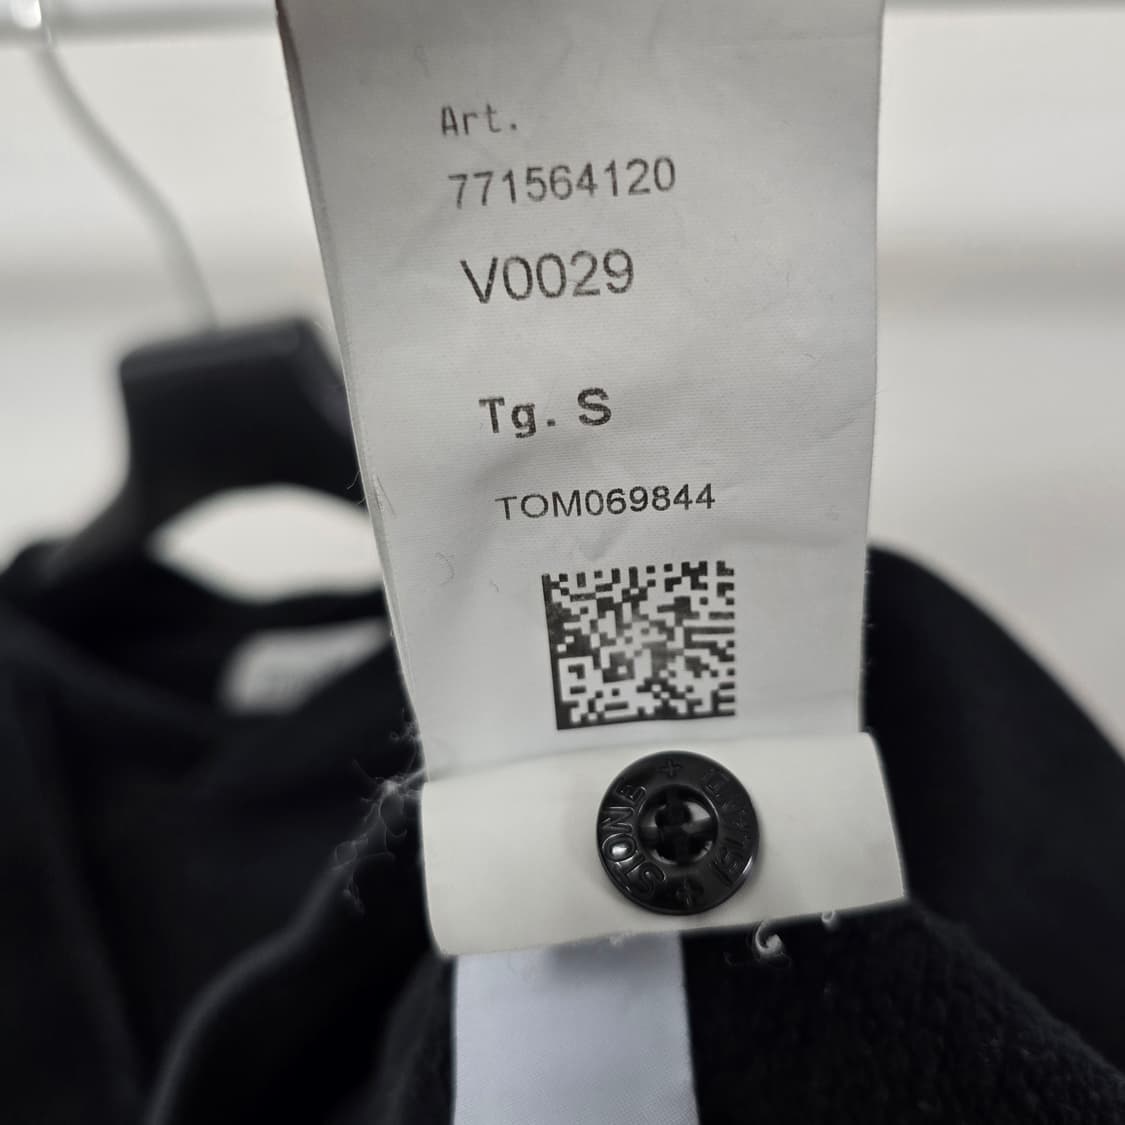 Art.
771564120
V0029
Tg. S
TOM069844
STONE
ISLAND